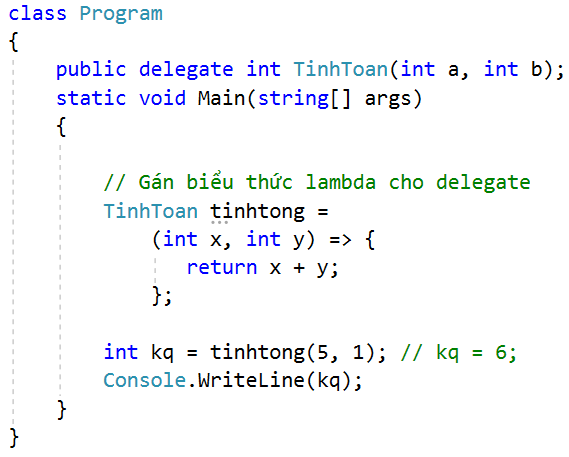 class Program
{
    public delegate int TinhToan(int a, int b);
    static void Main(string[] args)
    {
        // Gán biểu thức lambda cho delegate
        TinhToan tinhtong =
            (int x, int y) => {
               return x + y;
            };
        int kq = tinhtong(5, 1); // kq = 6;
        Console.WriteLine(kq);
    }
}